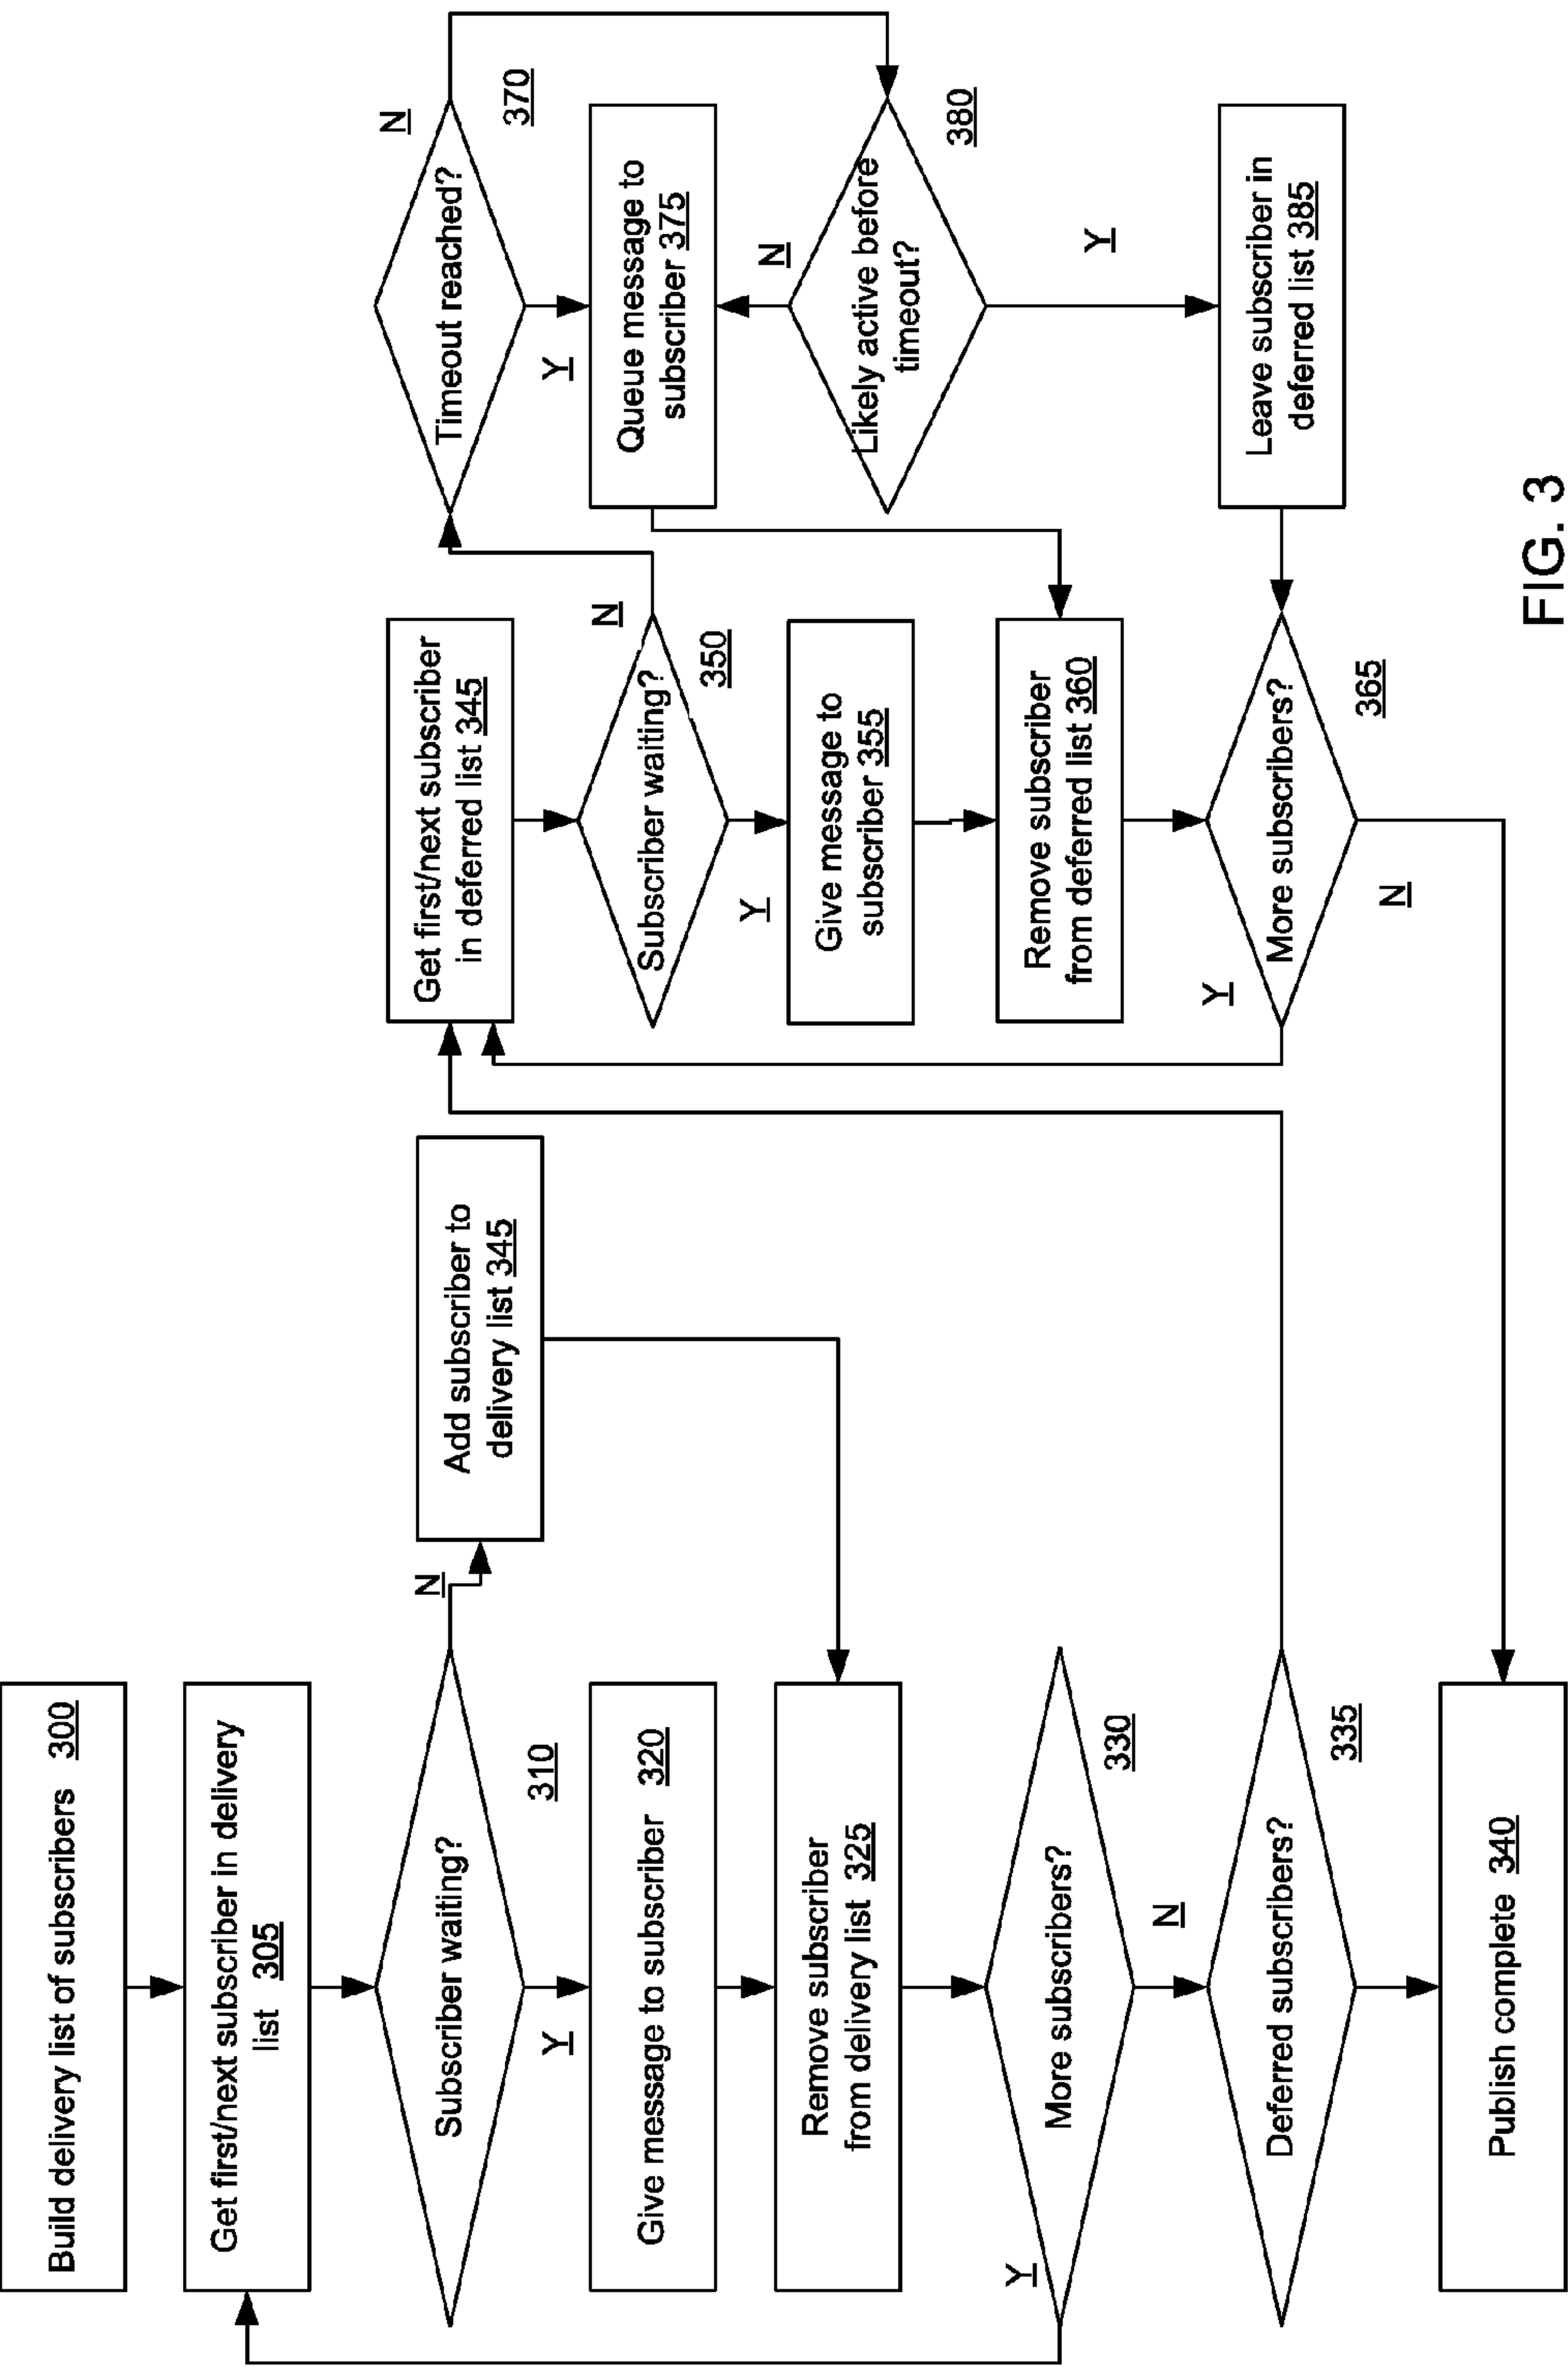 Build delivery list of subscribers 300
Get first/next subscriber in delivery
list 305
Subscriber waiting?
310
N
Y
Give message to subscriber 320
Remove subscriber
from delivery list 325
More subscribers?
330
Y
N
Deferred subscribers?
335
Publish complete 340
Add subscriber to
delivery list 345
Get first/next subscriber
in deferred list 345
Subscriber waiting?
350
N
Y
Give message to
subscriber 355
Remove subscriber
from deferred list 360
More subscribers?
365
Y
N
Timeout reached?
370
N
Y
Queue message to
subscriber 375
N
Likely active before
timeout?
380
Y
Leave subscriber in
deferred list 385
FIG. 3